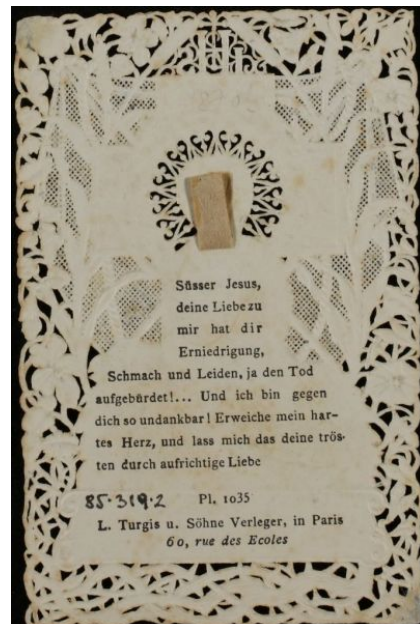 Süsser Jesus,
deine Liebe zu
mir hat dir
Erniedrigung,
Schmach und Leiden, ja den Tod
aufgebürdet!... Und ich bin gegen
dich so undankbar! Erweiche mein har-
tes Herz, und lass mich das deine trös-
ten durch aufrichtige Liebe
85.319.2 Pl. 1035
L. Turgis u. Söhne Verleger, in Paris
60, rue des Ecoles